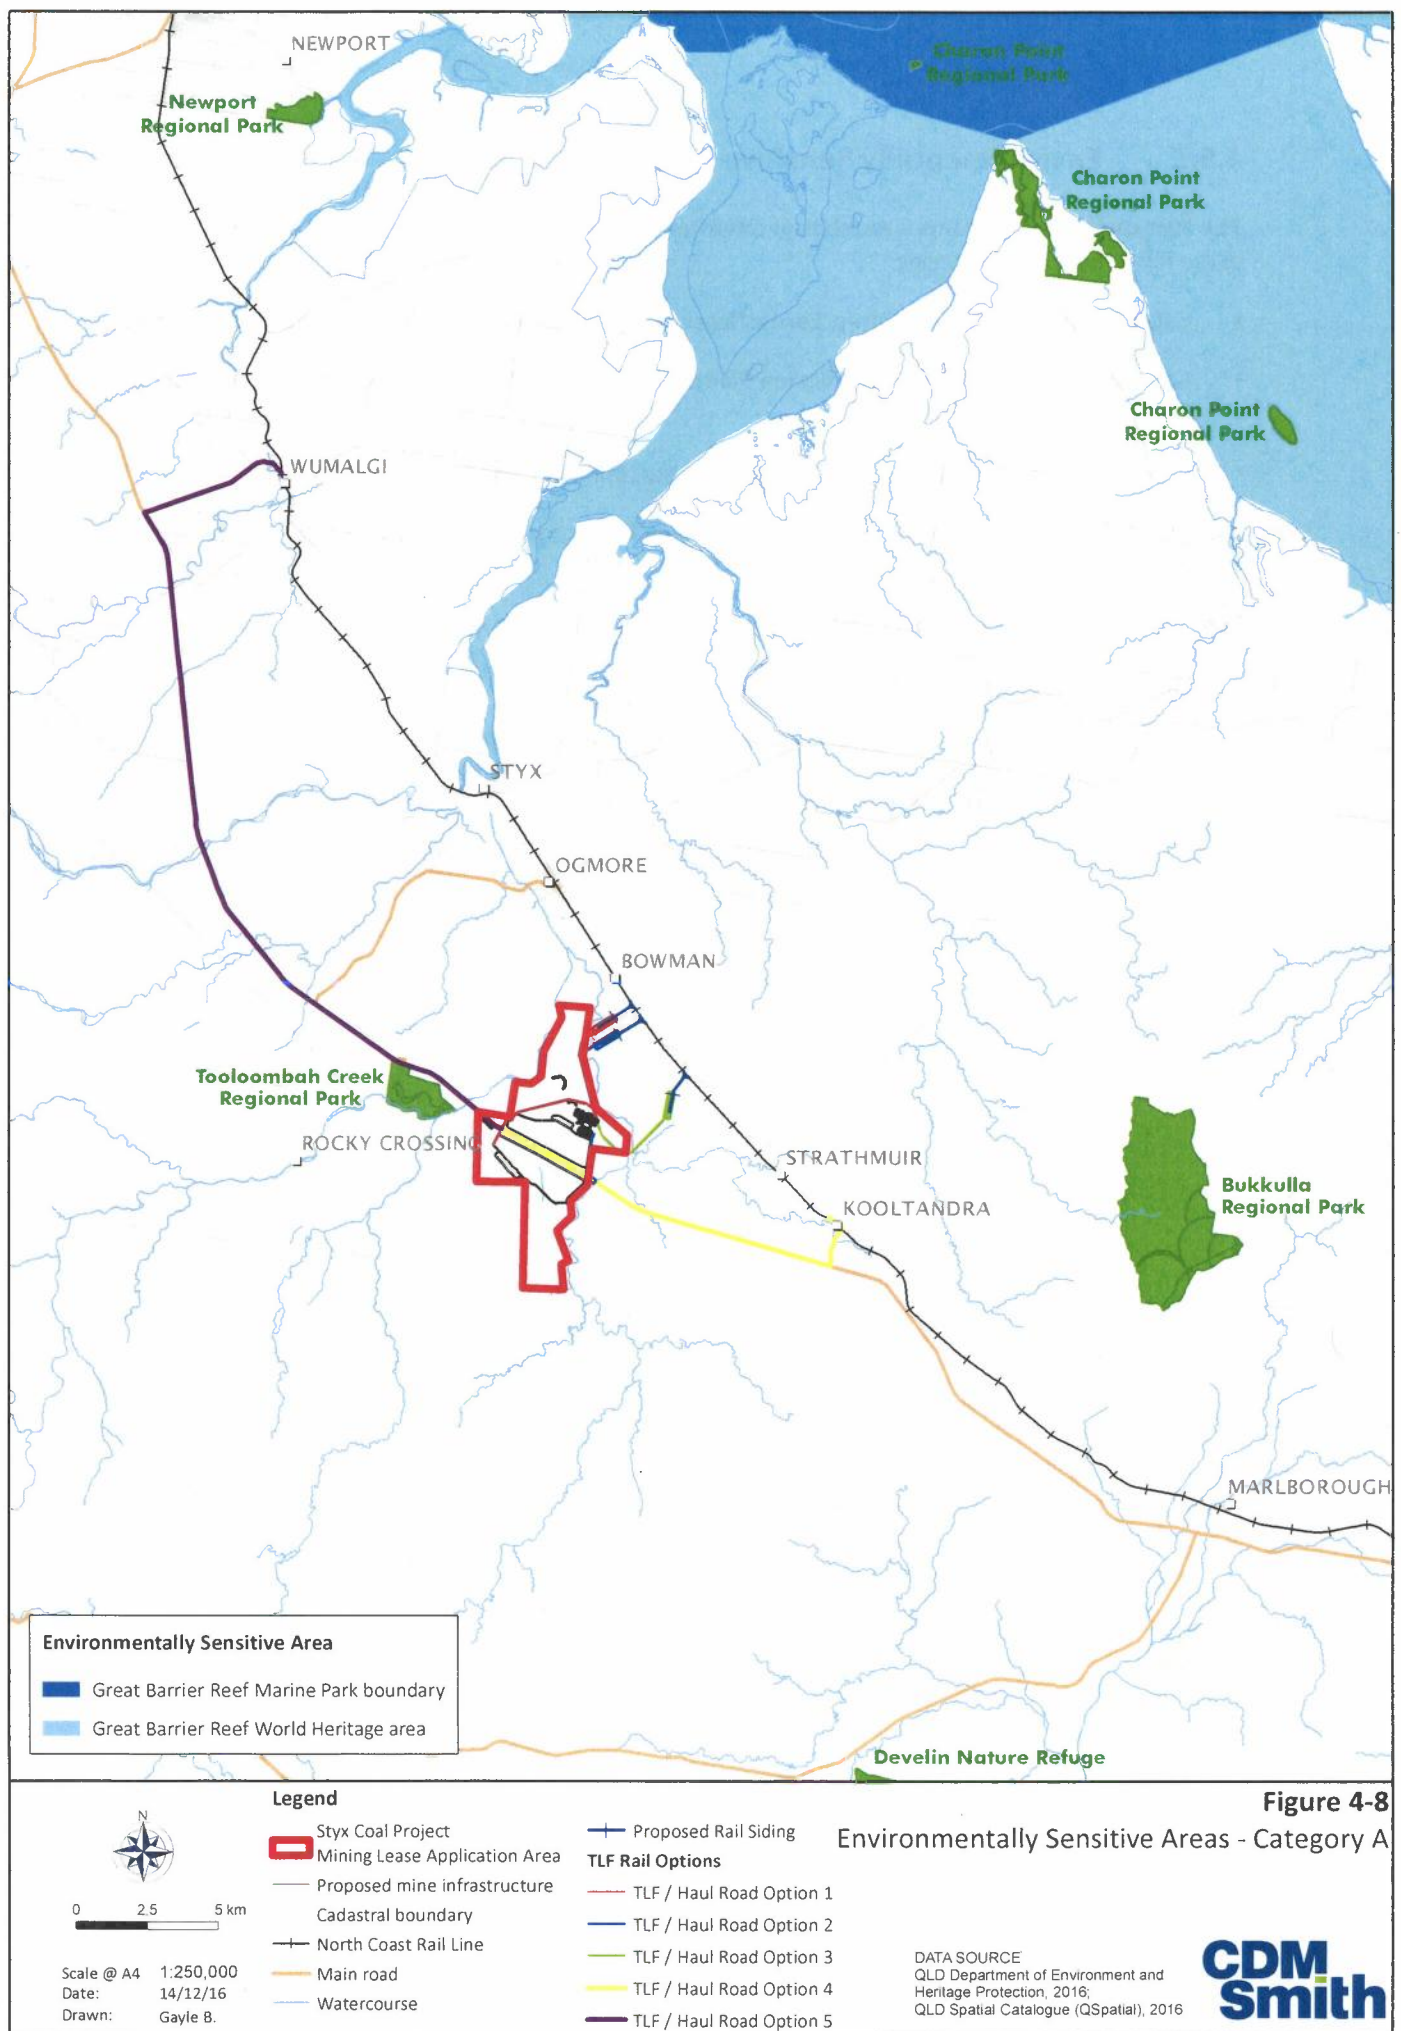 NEWPORT
Newport
Regional Park
Charron Point
Regional Park
Charon Point
Regional Park
Charon Point
Regional Park
WUMALGI
STYX
OGMORE
BOWMAN
Tooloombah Creek
Regional Park
ROCKY CROSSING
STRATHMUIR
KOOLTANDRA
Bukkulla
Regional Park
MARLBOROUGH
Environmentally Sensitive Area
Great Barrier Reef Marine Park boundary
Great Barrier Reef World Heritage area
Develin Nature Refuge
N
0 2.5 5 km
Scale @ A4 1:250,000
Date: 14/12/16
Drawn: Gayle B.
Legend
Styx Coal Project
Mining Lease Application Area
Proposed mine infrastructure
Cadastral boundary
North Coast Rail Line
Main road
Watercourse
Proposed Rail Siding
TLF Rail Options
TLF / Haul Road Option 1
TLF / Haul Road Option 2
TLF / Haul Road Option 3
TLF / Haul Road Option 4
TLF / Haul Road Option 5
Figure 4-8
Environmentally Sensitive Areas - Category A
DATA SOURCE
QLD Department of Environment and
Heritage Protection, 2016;
QLD Spatial Catalogue (QSpatial), 2016
CDM
Smith